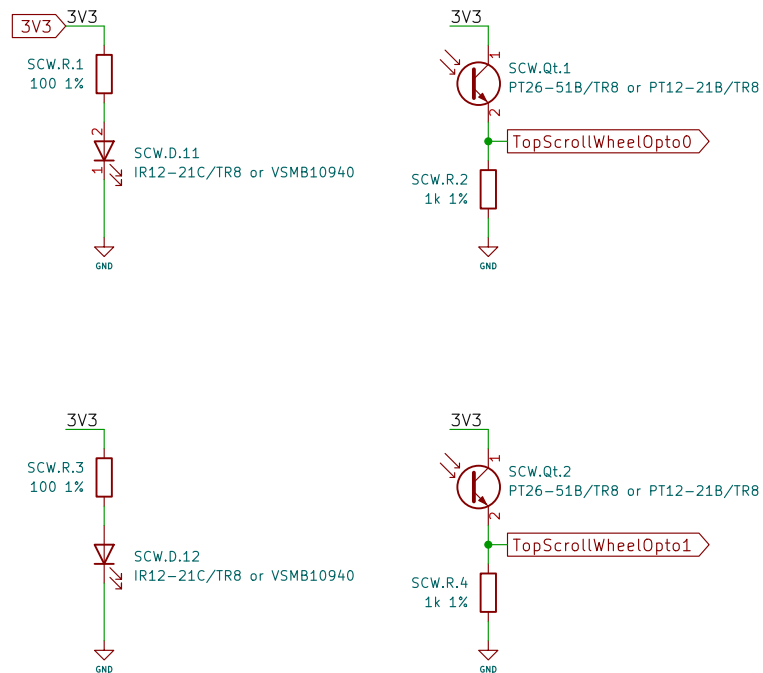 3V3
3V3
SCW.R.1
100 1%
2
1
SCW.D.11
IR12-21C/TR8 or VSMB10940
GND
3V3
1
SCW.Qt.1
PT26-51B/TR8 or PT12-21B/TR8
2
TopScrollWheelOpto0
SCW.R.2
1k 1%
GND
3V3
SCW.R.3
100 1%
SCW.D.12
IR12-21C/TR8 or VSMB10940
GND
3V3
1
SCW.Qt.2
PT26-51B/TR8 or PT12-21B/TR8
2
TopScrollWheelOpto1
SCW.R.4
1k 1%
GND